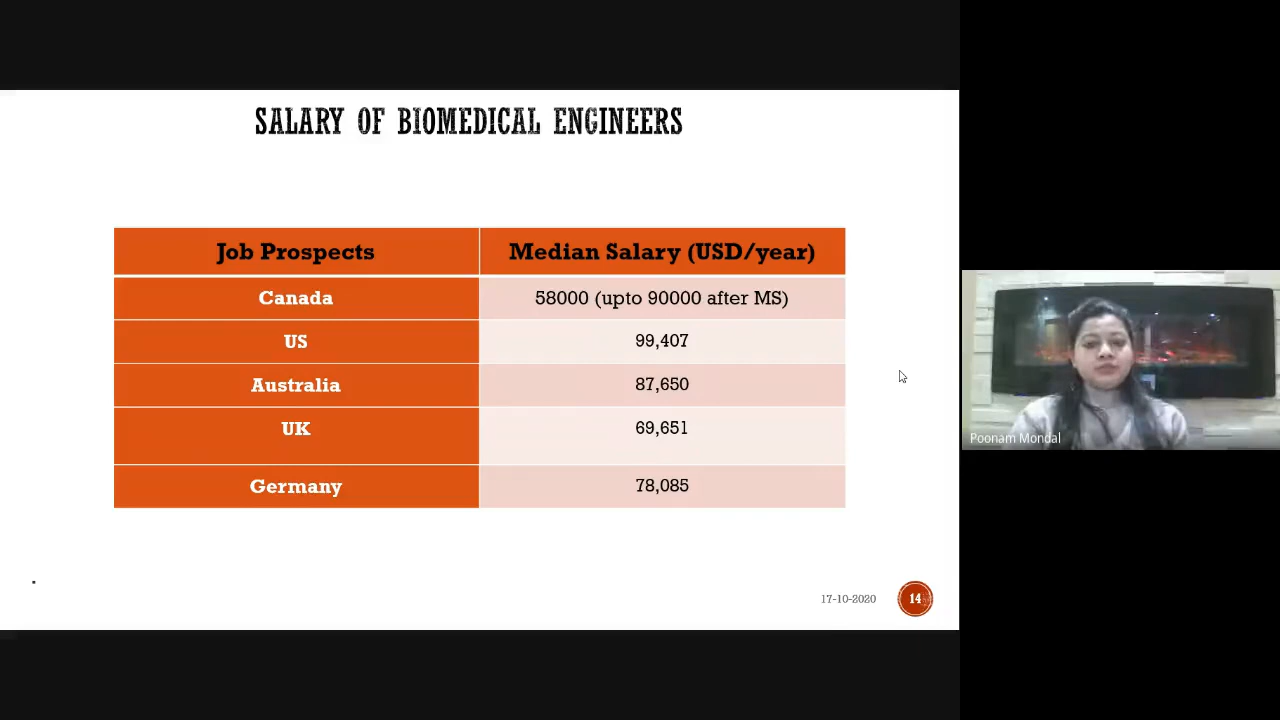 SALARY OF BIOMEDICAL ENGINEERS
Job Prospects Median Salary (USD/year)
Canada 58000 (upto 90000 after MS)
US 99,407
Australia 87,650
UK 69,651
Germany 78,085
17-10-2020 14
Poonam Mondal